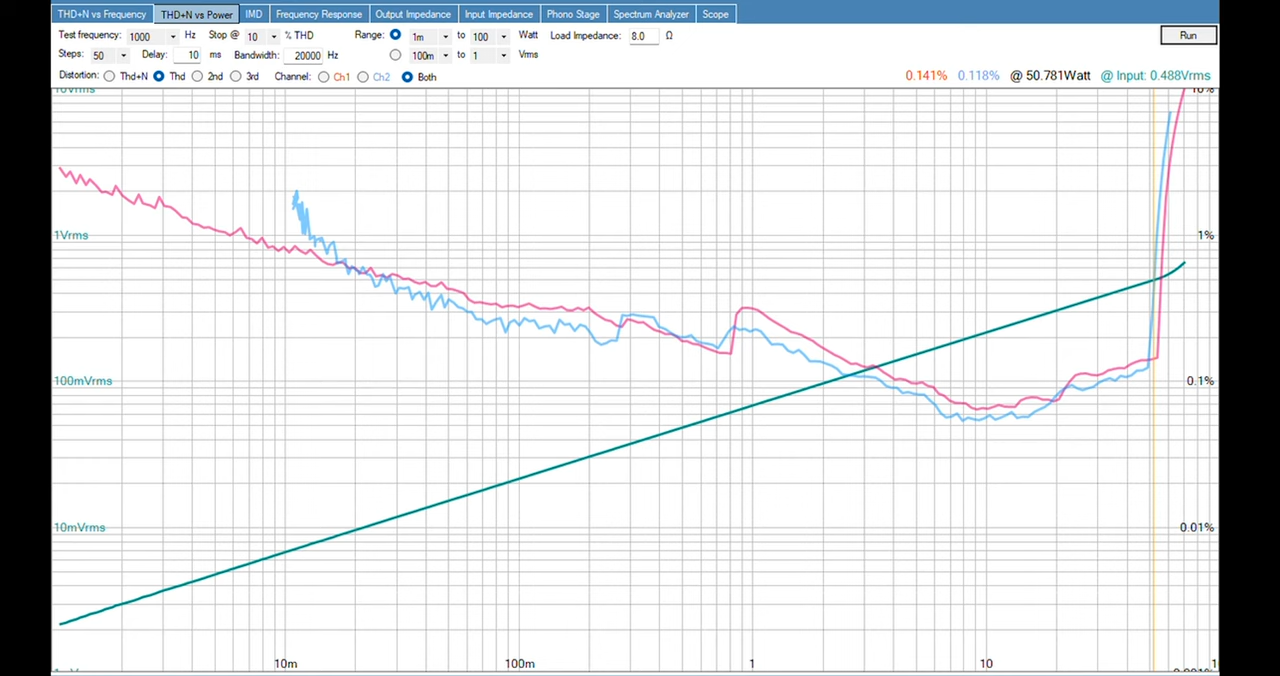 THD+N vs Frequency THD+N vs Power IMD Frequency Response Output Impedance Input Impedance Phono Stage Spectrum Analyzer Scope
Test frequency: 1000 Hz Stop @ 10 % THD Range: 1m to 100 Watt Load Impedance: 8.0 Ω Run
Steps: 50 Delay: 10 ms Bandwidth: 20000 Hz 100m to 1 Vrms
Distortion: Thd+N Thd 2nd 3rd Channel: Ch1 Ch2 Both 0.141% 0.118% @ 50.781Watt @ Input: 0.488Vrms
10Vrms 10%
1Vrms 1%
100mVrms 0.1%
10mVrms 0.01%
10m 100m 1 10
0.001%